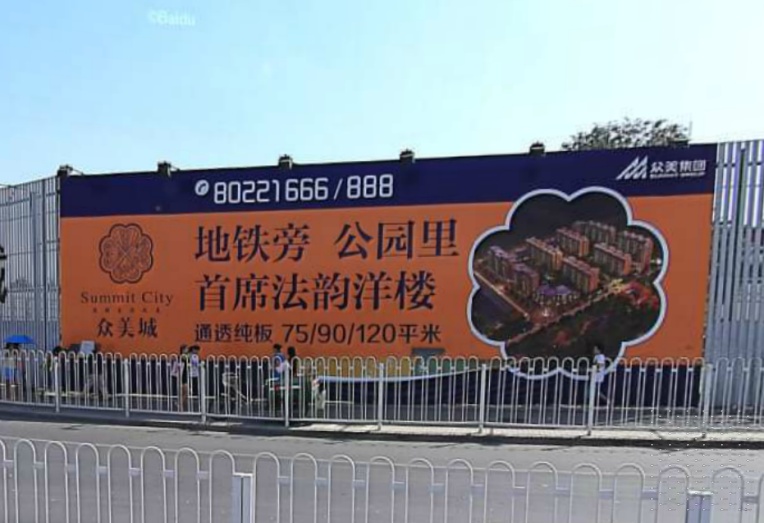 ©Baidu
80221666/888
众美集团
地铁旁 公园里
首席法韵洋楼
通透纯板 75/90/120平米
Summit City
众美城